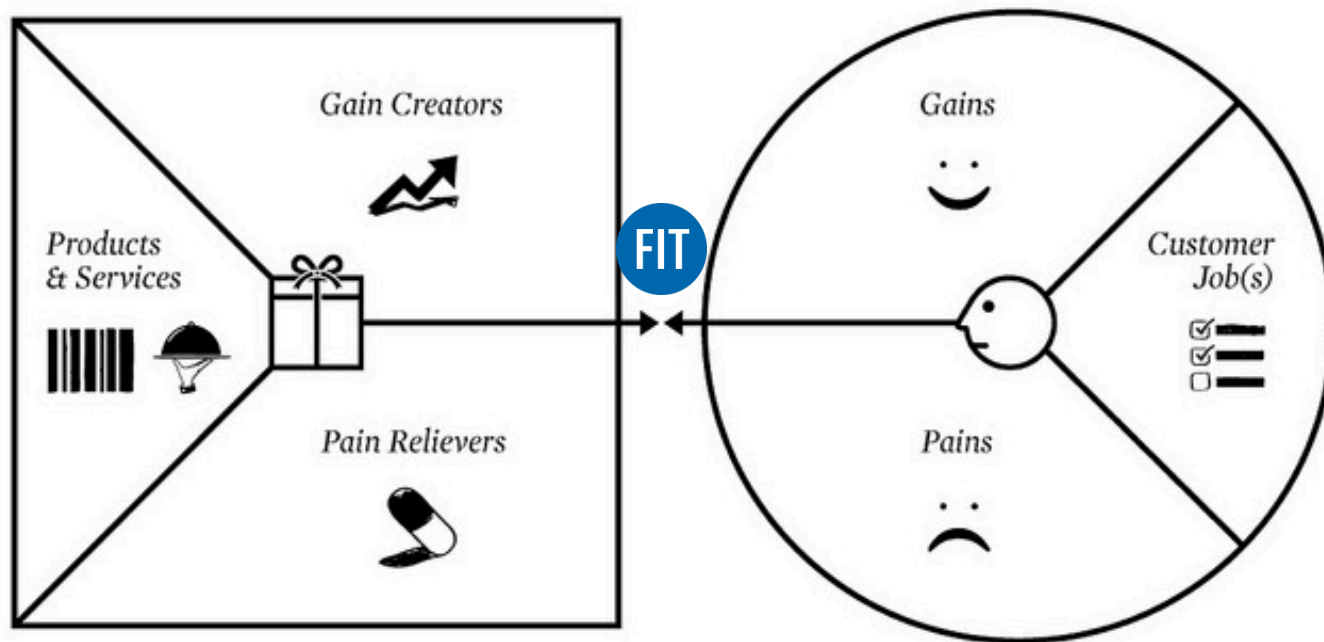 Gain Creators
Products
& Services
Pain Relievers
FIT
Gains
Customer
Job(s)
Pains